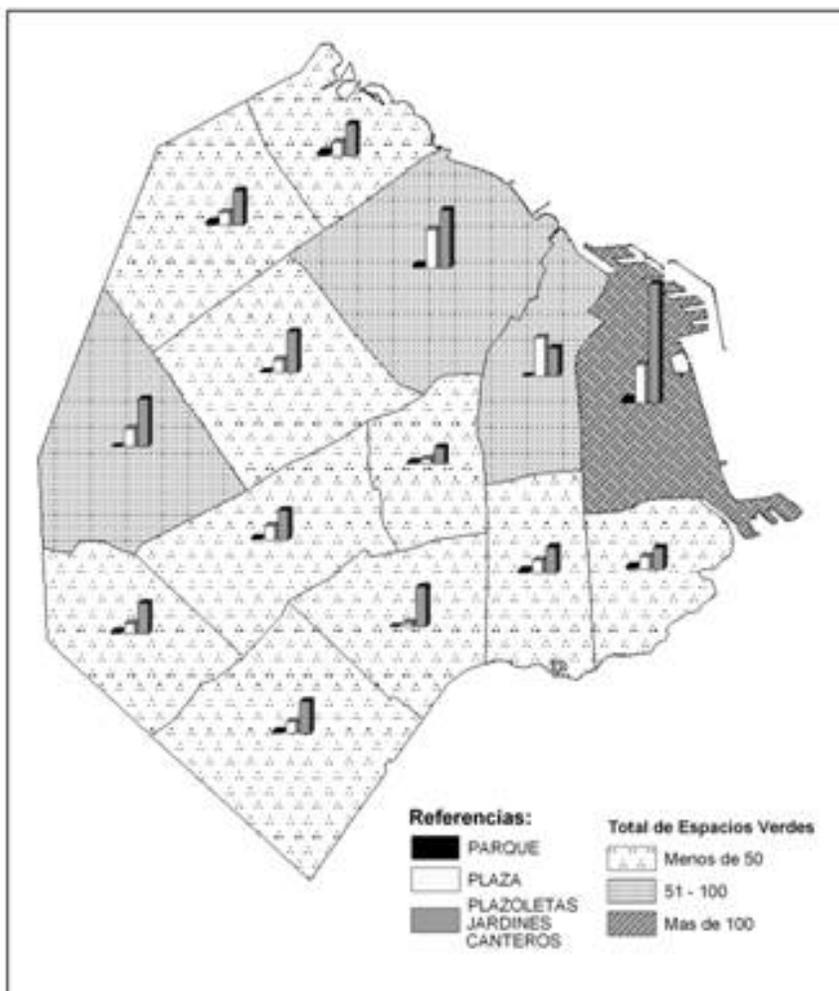 Referencias:
PARQUE
PLAZA
PLAZOLETAS
JARDINES
CANTEROS
Total de Espacios Verdes
Menos de 50
51 - 100
Mas de 100